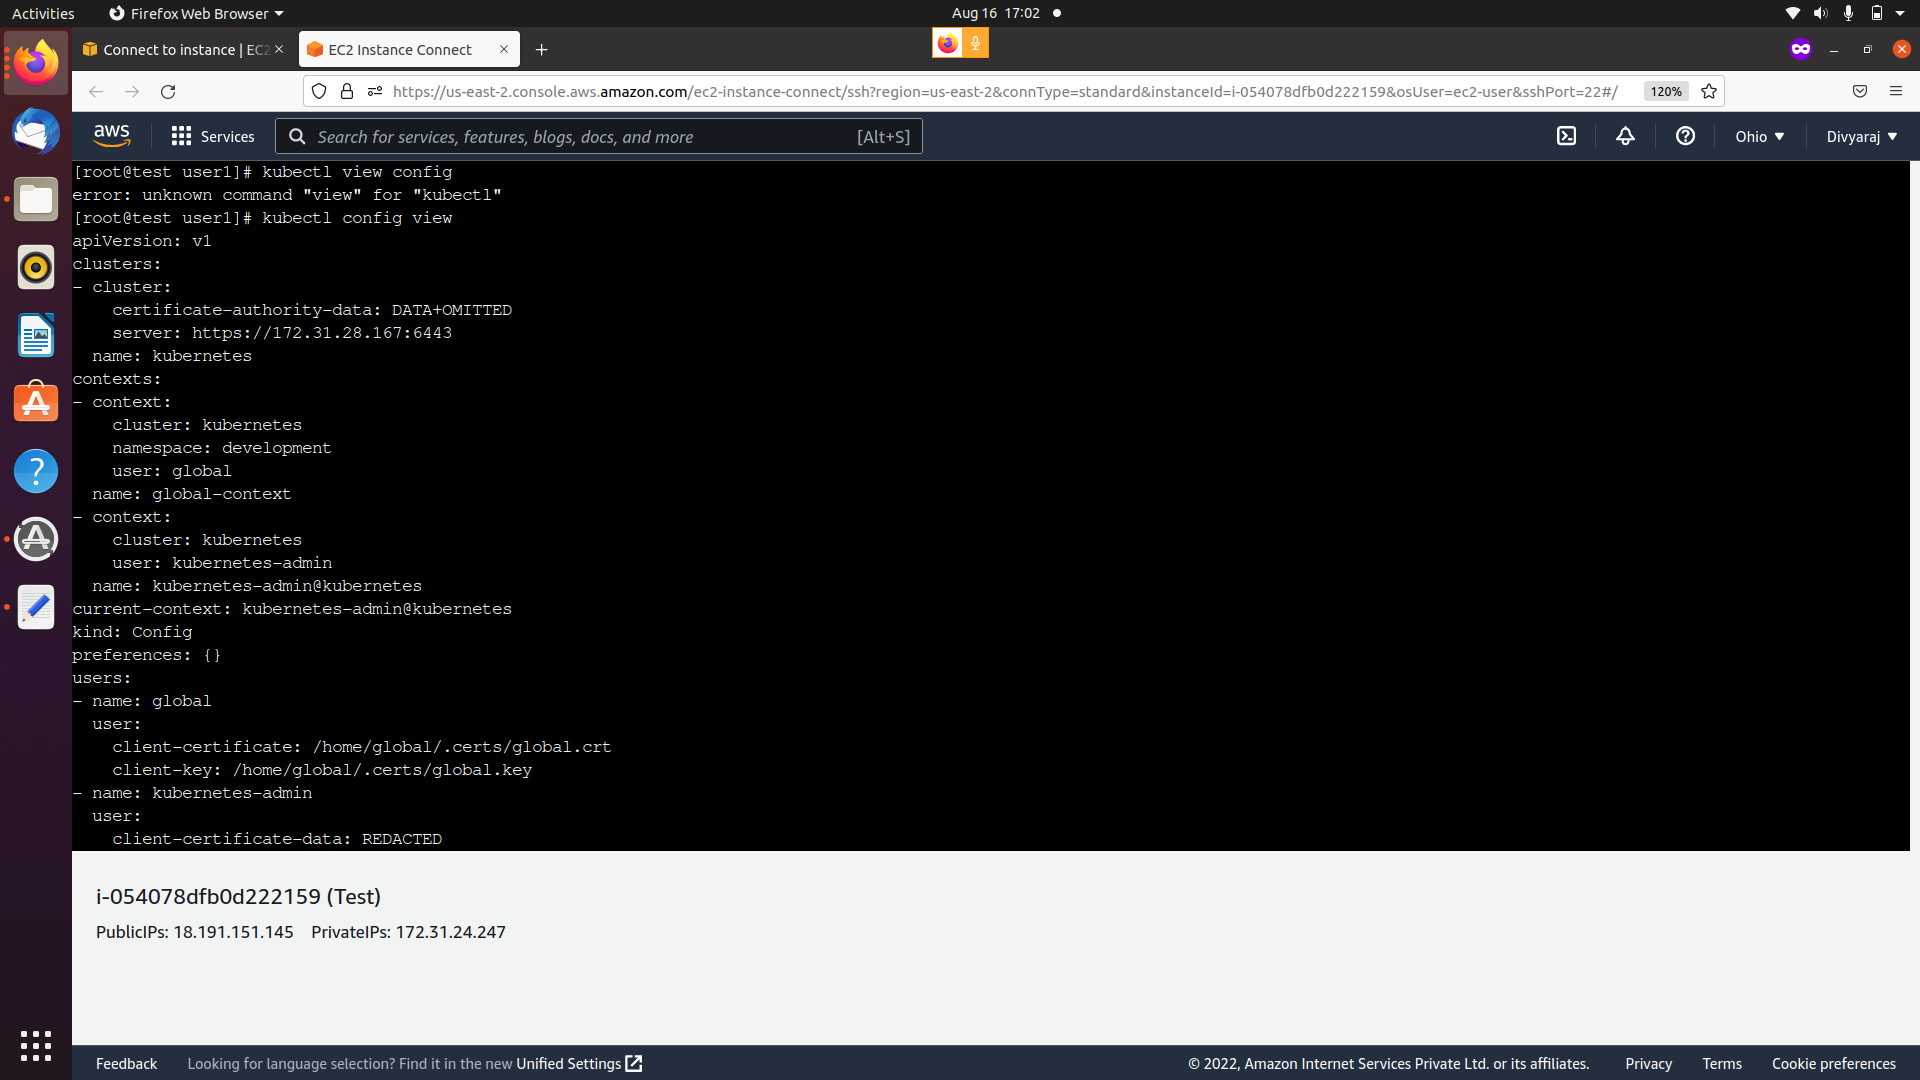 Activities
Firefox Web Browser
Aug 16 17:02
Connect to instance | EC2
EC2 Instance Connect
https://us-east-2.console.aws.amazon.com/ec2-instance-connect/ssh?region=us-east-2&connType=standard&instanceId=i-054078dfb0d222159&osUser=ec2-user&sshPort=22#/
120%
aws
Services
Search for services, features, blogs, docs, and more
[Alt+S]
Ohio
Divyaraj
[root@test user1]# kubectl view config
error: unknown command "view" for "kubectl"
[root@test user1]# kubectl config view
apiVersion: v1
clusters:
- cluster:
    certificate-authority-data: DATA+OMITTED
    server: https://172.31.28.167:6443
  name: kubernetes
contexts:
- context:
    cluster: kubernetes
    namespace: development
    user: global
  name: global-context
- context:
    cluster: kubernetes
    user: kubernetes-admin
  name: kubernetes-admin@kubernetes
current-context: kubernetes-admin@kubernetes
kind: Config
preferences: {}
users:
- name: global
  user:
    client-certificate: /home/global/.certs/global.crt
    client-key: /home/global/.certs/global.key
- name: kubernetes-admin
  user:
    client-certificate-data: REDACTED
i-054078dfb0d222159 (Test)
PublicIPs: 18.191.151.145 PrivateIPs: 172.31.24.247
Feedback
Looking for language selection? Find it in the new Unified Settings
© 2022, Amazon Internet Services Private Ltd. or its affiliates.
Privacy
Terms
Cookie preferences